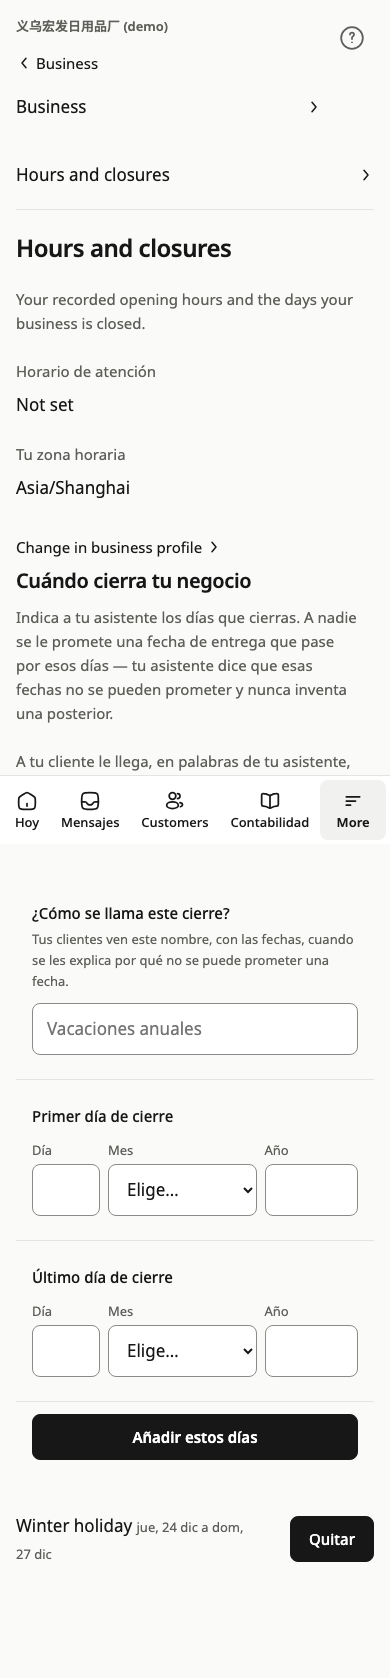 义乌宏发日用品厂 (demo)
Business
Business
Hours and closures
Hours and closures
Your recorded opening hours and the days your
business is closed.
Horario de atención
Not set
Tu zona horaria
Asia/Shanghai
Change in business profile
Cuándo cierra tu negocio
Indica a tu asistente los días que cierras. A nadie
se le promete una fecha de entrega que pase
por esos días — tu asistente dice que esas
fechas no se pueden prometer y nunca inventa
una posterior.
A tu cliente le llega, en palabras de tu asistente,
Hoy Mensajes Customers Contabilidad More
¿Cómo se llama este cierre?
Tus clientes ven este nombre, con las fechas, cuando
se les explica por qué no se puede prometer una
fecha.
Vacaciones anuales
Primer día de cierre
Día Mes Año
Elige...
Último día de cierre
Día Mes Año
Elige...
Añadir estos días
Winter holiday jue, 24 dic a dom,
27 dic
Quitar